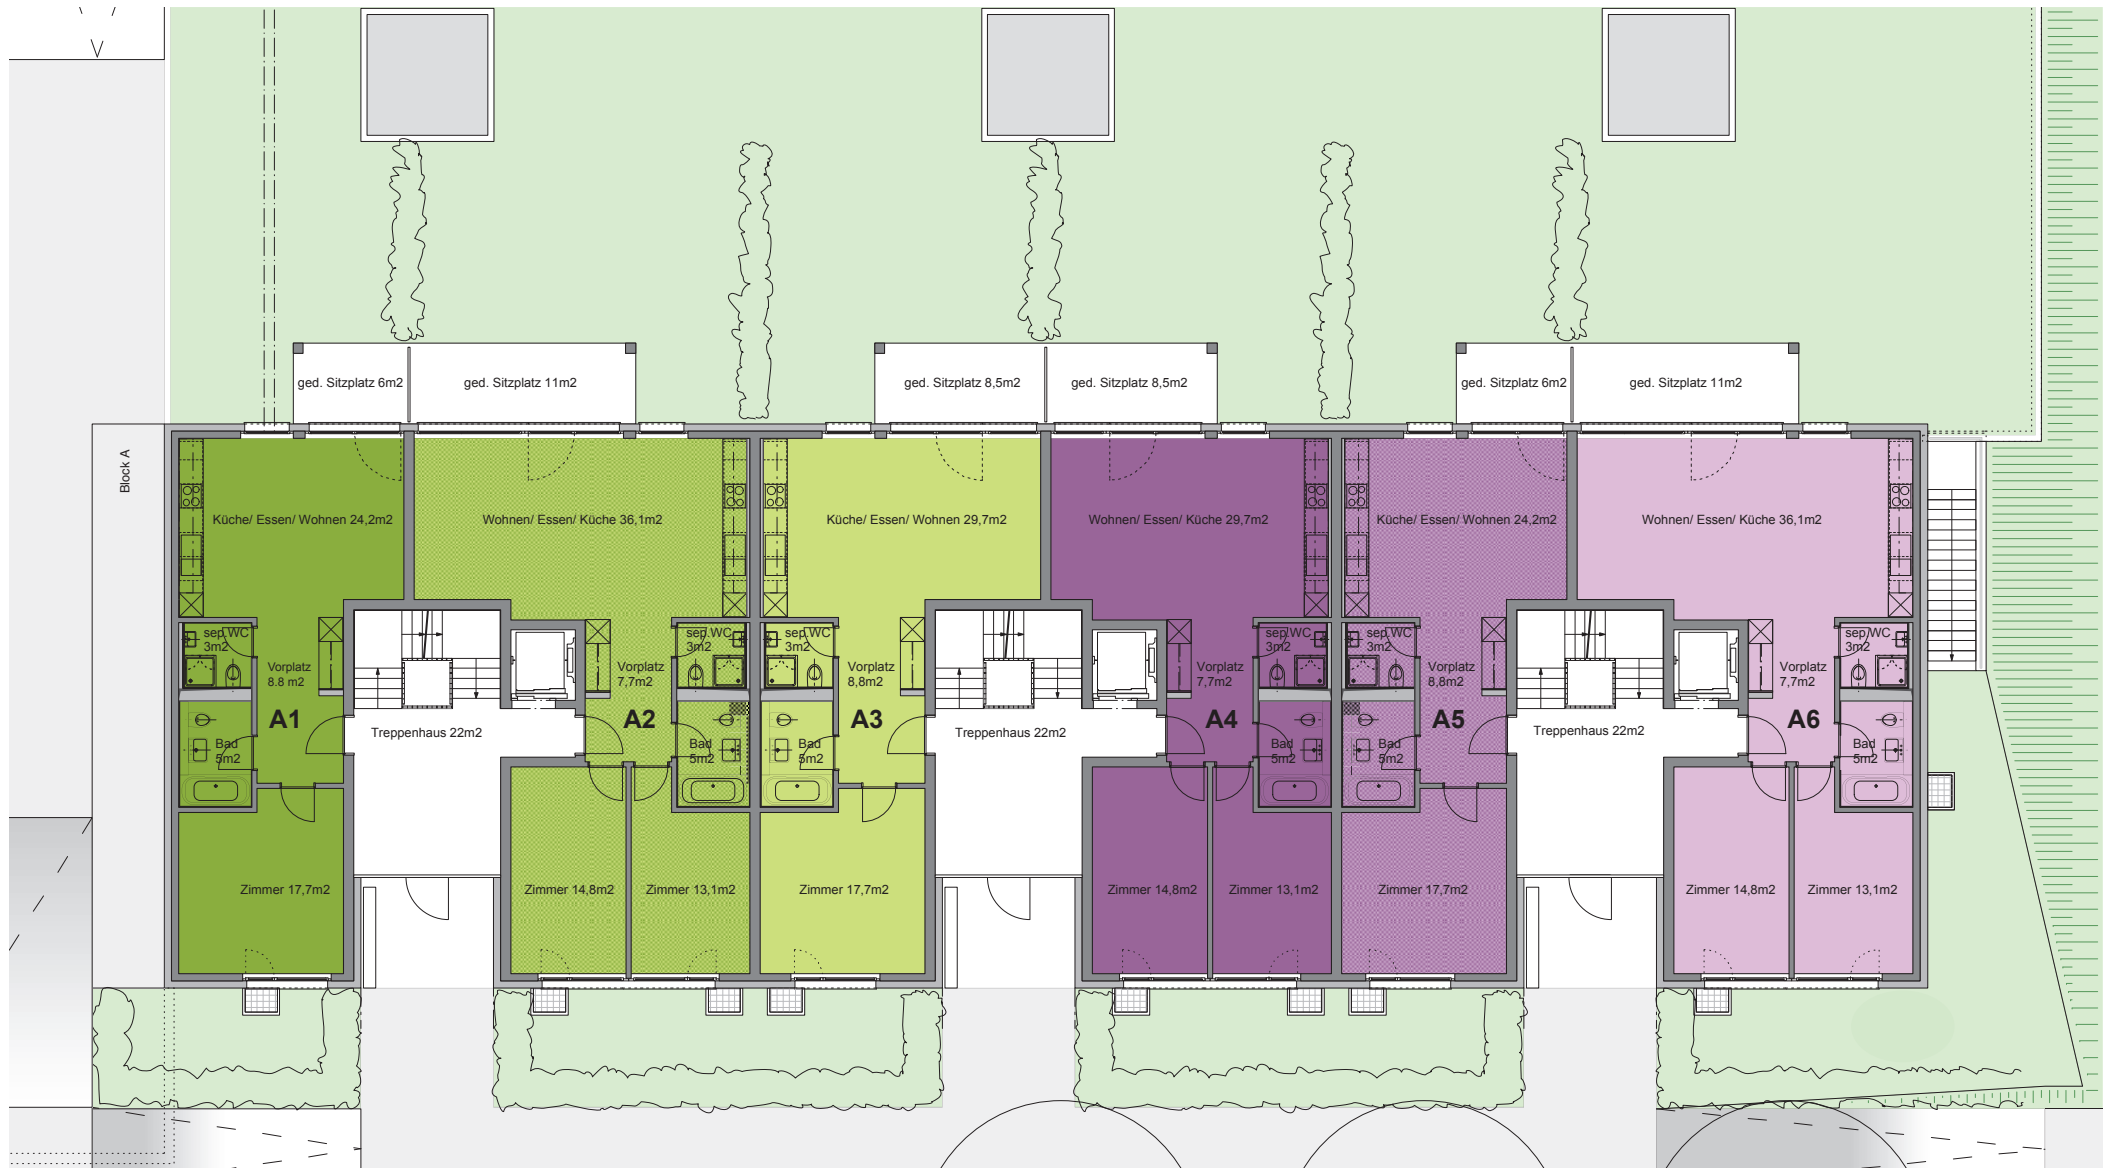 ged. Sitzplatz 6m2
ged. Sitzplatz 11m2
ged. Sitzplatz 8,5m2
ged. Sitzplatz 8,5m2
ged. Sitzplatz 6m2
ged. Sitzplatz 11m2
Block A
Küche/ Essen/ Wohnen 24,2m2
Wohnen/ Essen/ Küche 36,1m2
Küche/ Essen/ Wohnen 29,7m2
Wohnen/ Essen/ Küche 29,7m2
Küche/ Essen/ Wohnen 24,2m2
Wohnen/ Essen/ Küche 36,1m2
sep.WC
3m2
Vorplatz
8.8 m2
A1
Bad
5m2
Treppenhaus 22m2
Vorplatz
7,7m2
A2
sep.WC
3m2
Bad
5m2
sep.WC
3m2
Vorplatz
8,8m2
A3
Bad
5m2
Treppenhaus 22m2
Vorplatz
7,7m2
A4
sep.WC
3m2
Bad
5m2
sep.WC
3m2
Vorplatz
8,8m2
A5
Bad
5m2
Treppenhaus 22m2
Vorplatz
7,7m2
A6
sep.WC
3m2
Bad
5m2
Zimmer 17,7m2
Zimmer 14,8m2
Zimmer 13,1m2
Zimmer 17,7m2
Zimmer 14,8m2
Zimmer 13,1m2
Zimmer 17,7m2
Zimmer 14,8m2
Zimmer 13,1m2